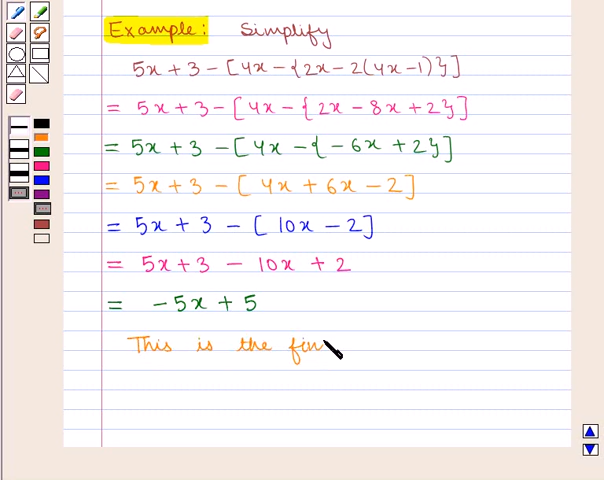 Example: Simplify
5x + 3 - [4x - {2x - 2(4x - 1)}]
= 5x + 3 - [4x - {2x - 8x + 2}]
= 5x + 3 - [4x - {-6x + 2}]
= 5x + 3 - [4x + 6x - 2]
= 5x + 3 - [10x - 2]
= 5x + 3 - 10x + 2
= -5x + 5
This is the fin